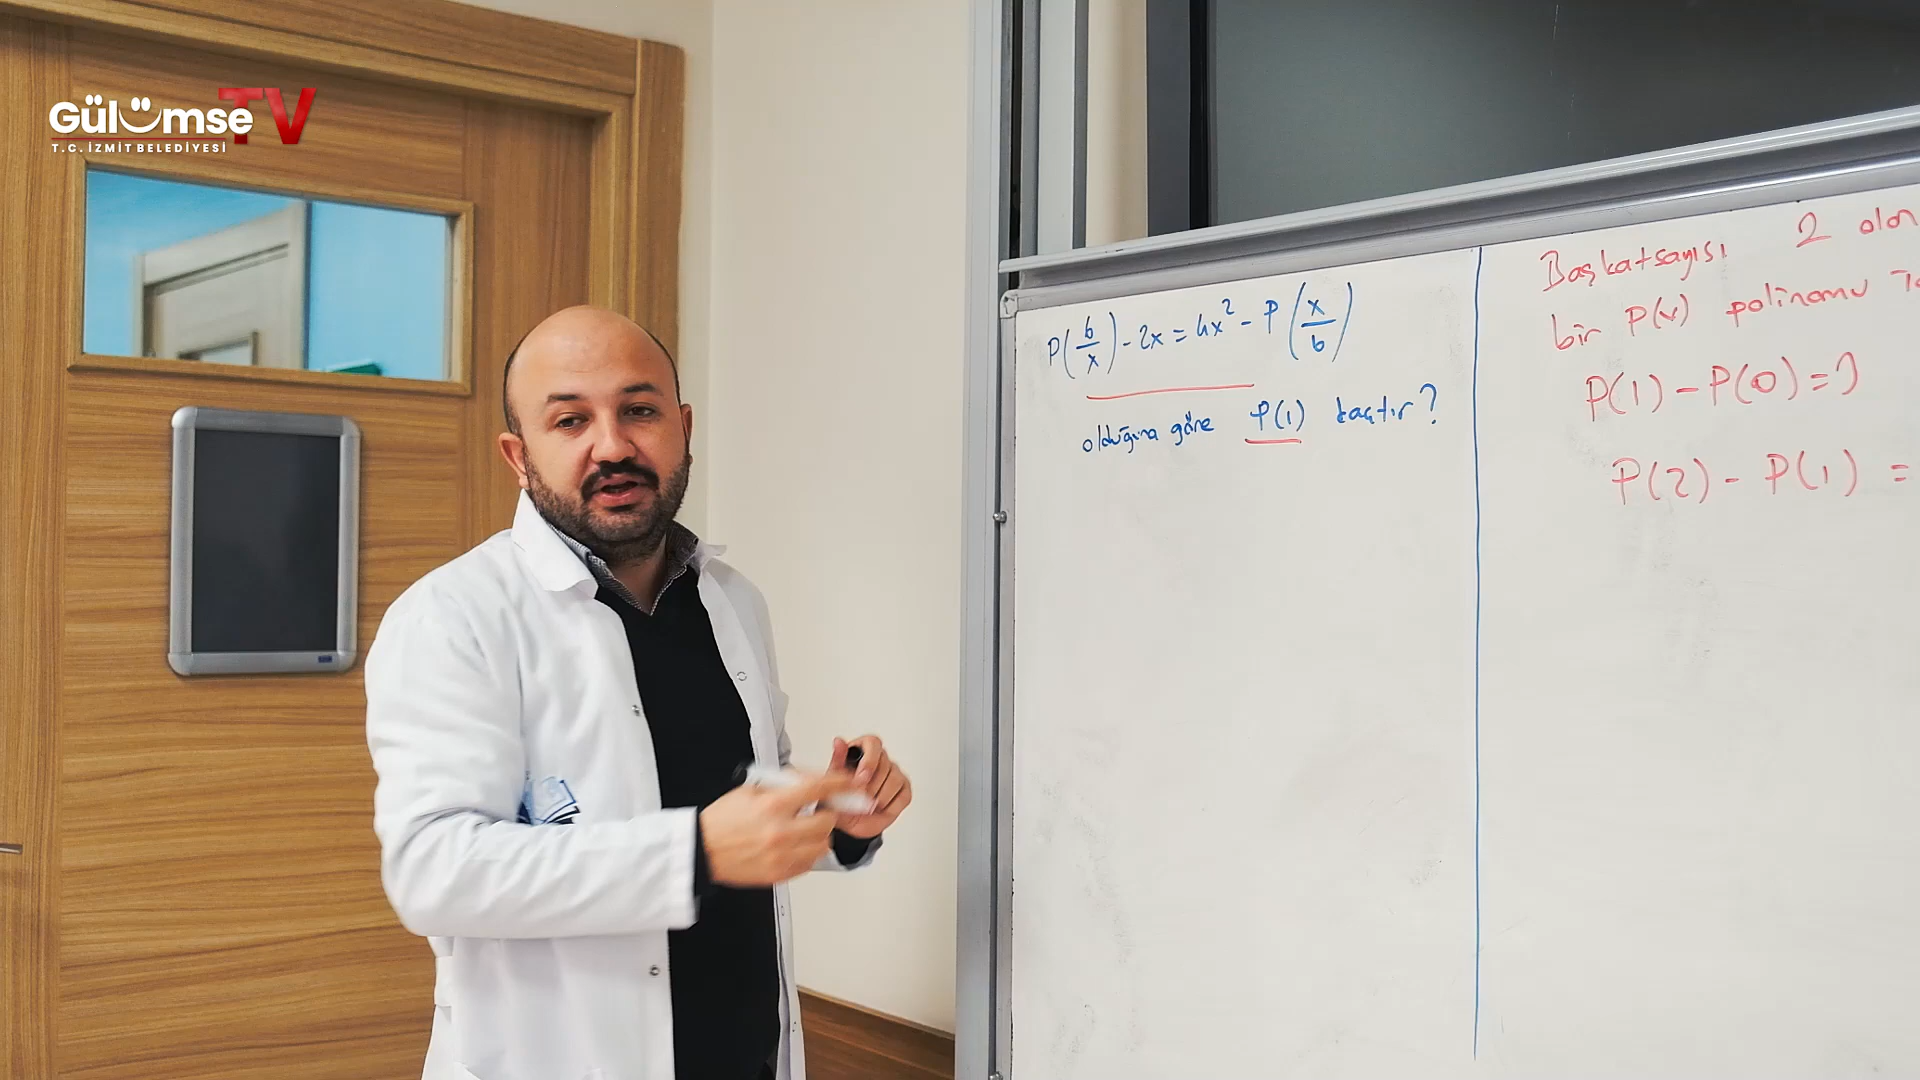 GülümseTV
T.C. İZMİT BELEDİYESİ
P(6/x) - 2x = 4x² - P(x/6)
olduğuna göre P(1) kaçtır?
Başkatsayısı 2 olan
bir P(x) polinomu
P(1) - P(0) = 3
P(2) - P(1) =